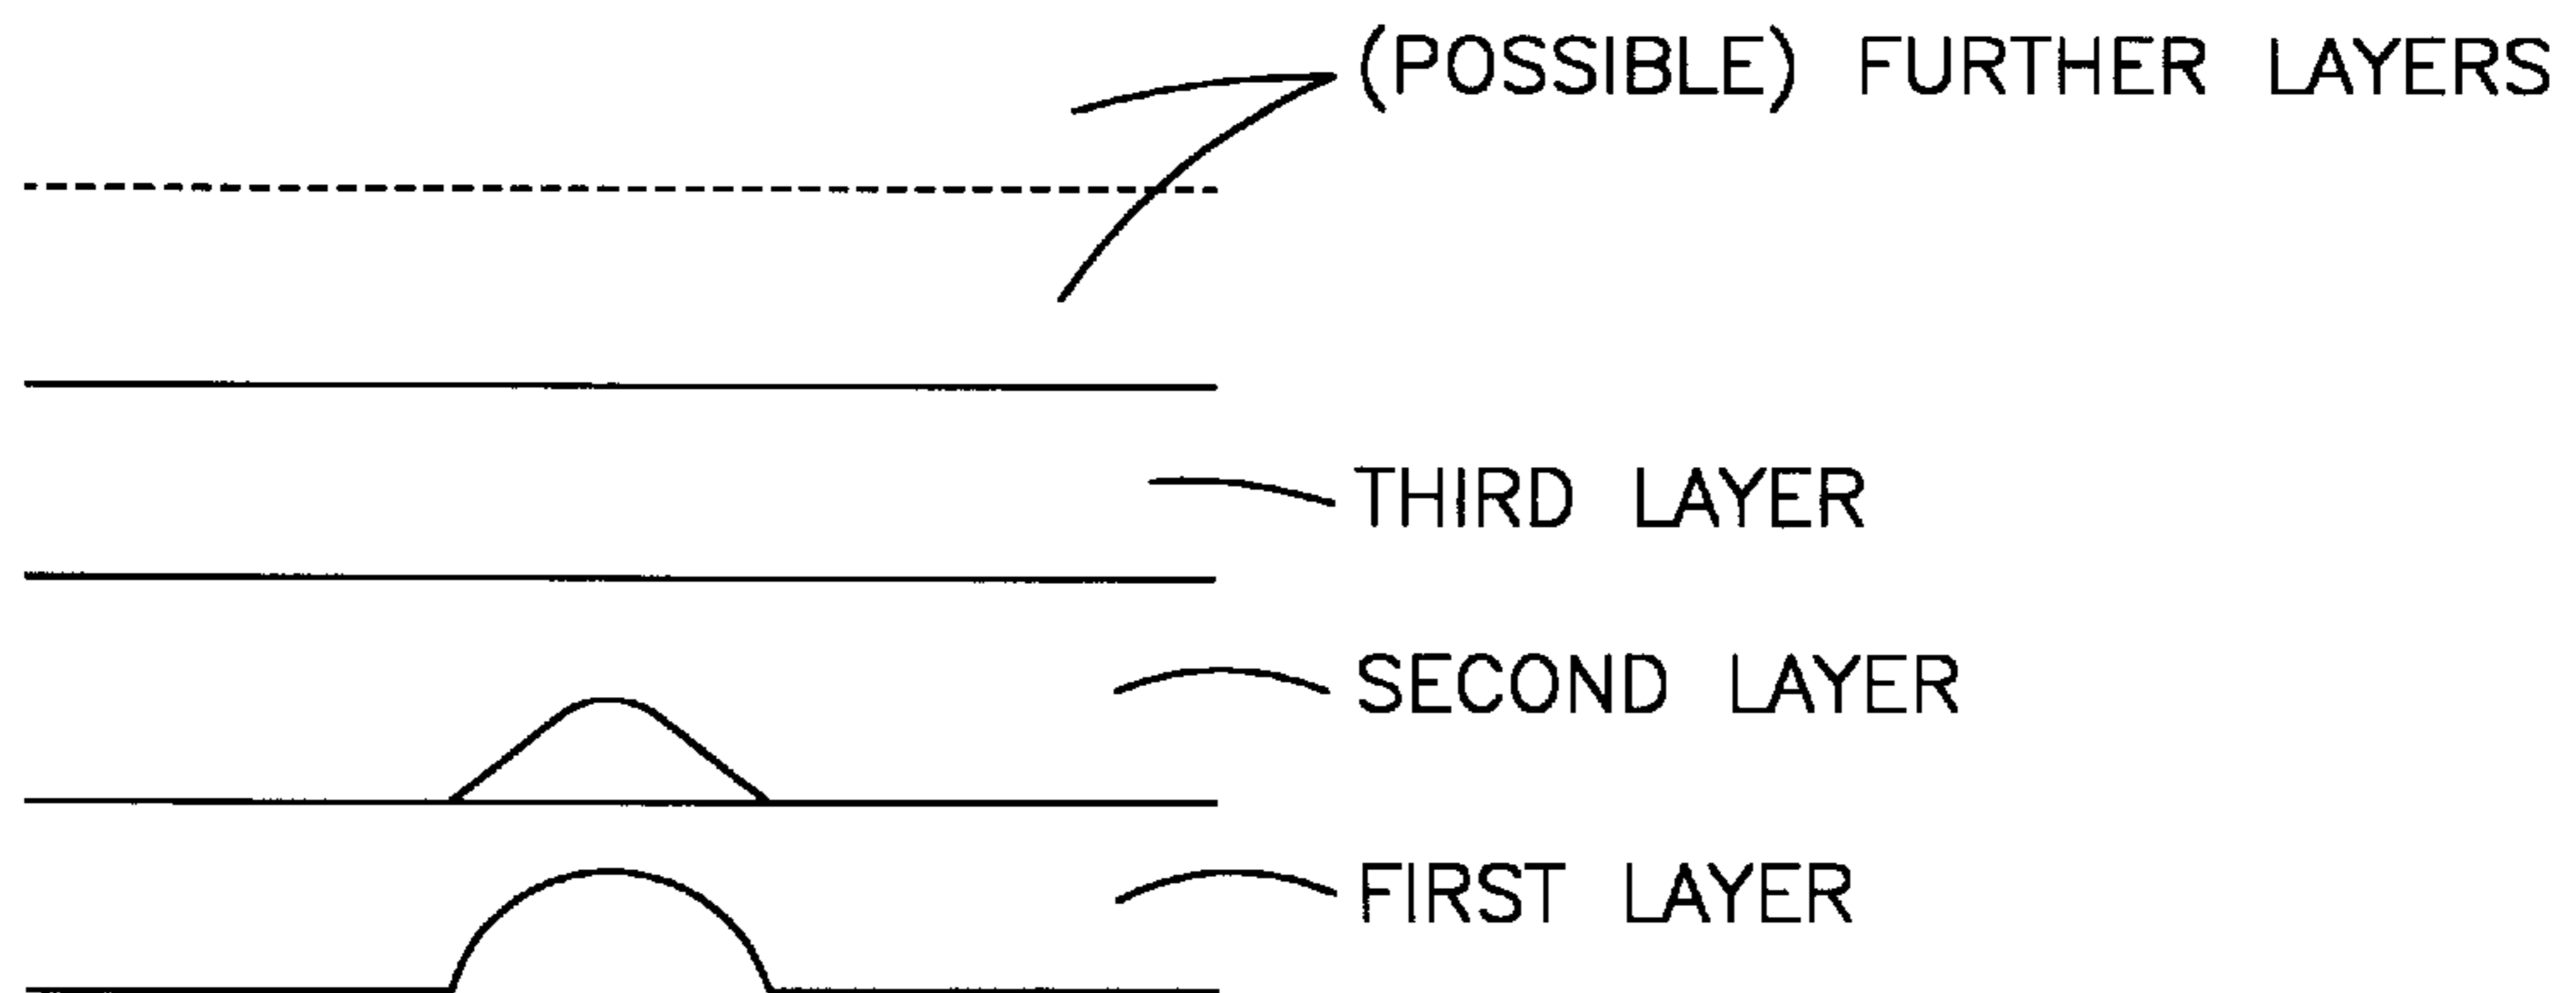 (POSSIBLE) FURTHER LAYERS
THIRD LAYER
SECOND LAYER
FIRST LAYER